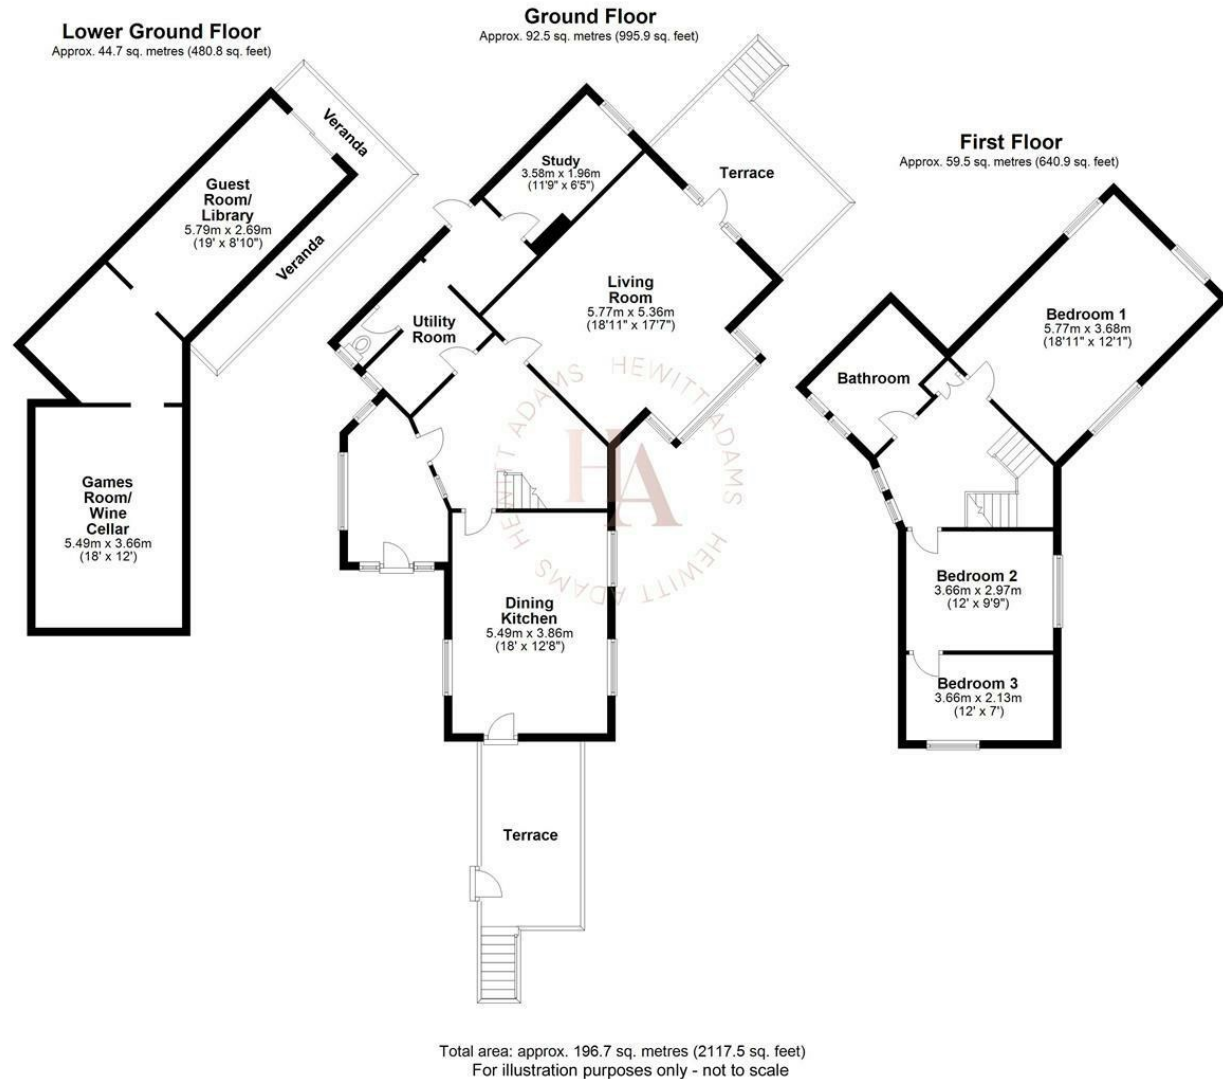 Lower Ground Floor
Approx. 44.7 sq. metres (480.8 sq. feet)
Veranda
Guest
Room/
Library
5.79m x 2.69m
(19' x 8'10")
Veranda
Games
Room/
Wine
Cellar
5.49m x 3.66m
(18' x 12')
Ground Floor
Approx. 92.5 sq. metres (995.9 sq. feet)
Study
3.58m x 1.96m
(11'9" x 6'5")
Terrace
Living
Room
5.77m x 5.36m
(18'11" x 17'7")
Utility
Room
Dining
Kitchen
5.49m x 3.86m
(18' x 12'8")
Terrace
HEWITT ADAMS HEWITT ADAMS HEWITT ADAMS
HA
First Floor
Approx. 59.5 sq. metres (640.9 sq. feet)
Bedroom 1
5.77m x 3.68m
(18'11" x 12'1")
Bathroom
Bedroom 2
3.66m x 2.97m
(12' x 9'9")
Bedroom 3
3.66m x 2.13m
(12' x 7')
Total area: approx. 196.7 sq. metres (2117.5 sq. feet)
For illustration purposes only - not to scale